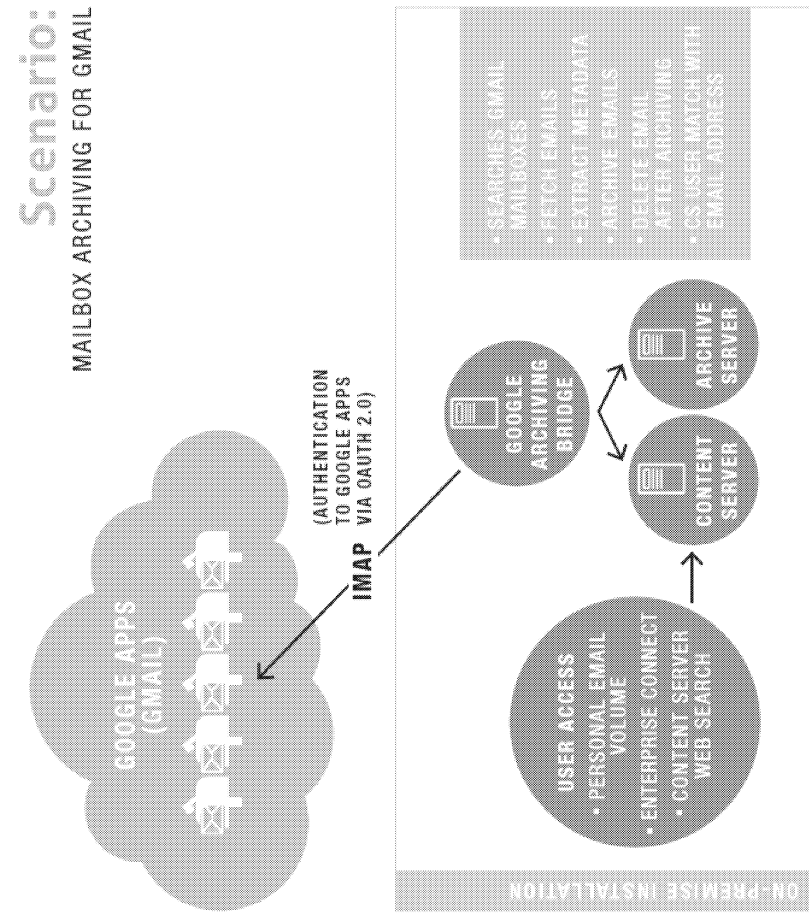 Scenario:
MAILBOX ARCHIVING FOR GMAIL
GOOGLE APPS
(GMAIL)
IMAP
(AUTHENTICATION
TO GOOGLE APPS
VIA OAUTH 2.0)
GOOGLE
ARCHIVING
BRIDGE
• SEARCHES GMAIL
MAILBOXES
• FETCH EMAILS
• EXTRACT METADATA
• ARCHIVE EMAILS
• DELETE EMAIL
AFTER ARCHIVING
• CS USER MATCH WITH
EMAIL ADDRESS
USER ACCESS
• PERSONAL EMAIL
VOLUME
• ENTERPRISE CONNECT
• CONTENT SERVER
WEB SEARCH
CONTENT
SERVER
ARCHIVE
SERVER
ON-PREMISE INSTALLATION